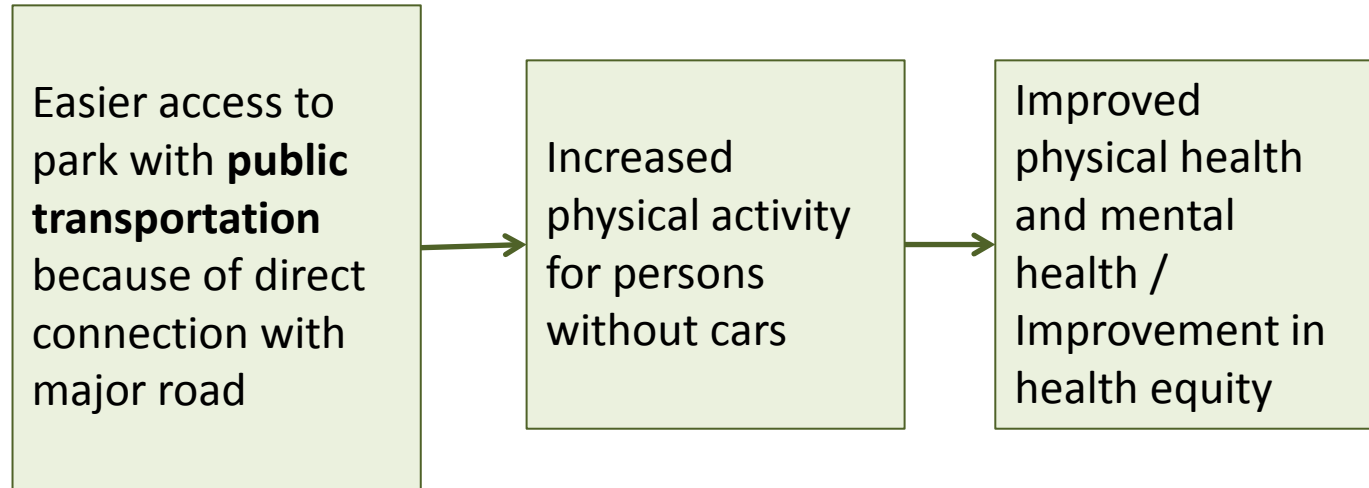 Easier access to
park with public
transportation
because of direct
connection with
major road
Increased
physical activity
for persons
without cars
Improved
physical health
and mental
health /
Improvement in
health equity